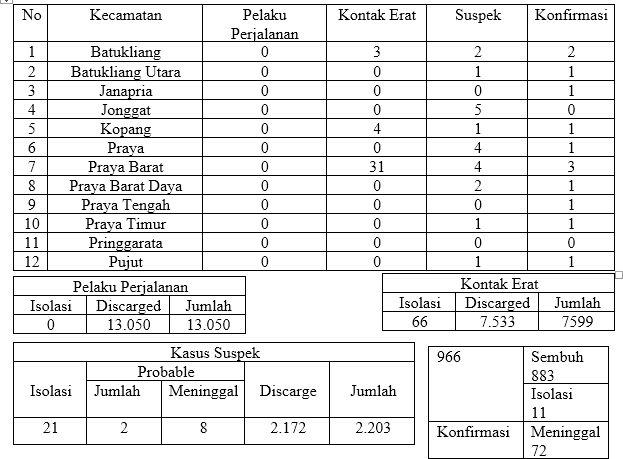 No Kecamatan Pelaku Perjalanan Kontak Erat Suspek Konfirmasi
1 Batukliang 0 3 2 2
2 Batukliang Utara 0 0 1 1
3 Janapria 0 0 0 1
4 Jonggat 0 0 5 0
5 Kopang 0 4 1 1
6 Praya 0 0 4 1
7 Praya Barat 0 31 4 3
8 Praya Barat Daya 0 0 2 1
9 Praya Tengah 0 0 0 1
10 Praya Timur 0 0 1 1
11 Pringgarata 0 0 0 0
12 Pujut 0 0 1 1
Pelaku Perjalanan
Isolasi Discarged Jumlah
0 13.050 13.050
Kontak Erat
Isolasi Discarged Jumlah
66 7.533 7599
Kasus Suspek
Probable
Isolasi Jumlah Meninggal Discarge Jumlah
21 2 8 2.172 2.203
966 Sembuh
883
Isolasi
11
Konfirmasi Meninggal
72